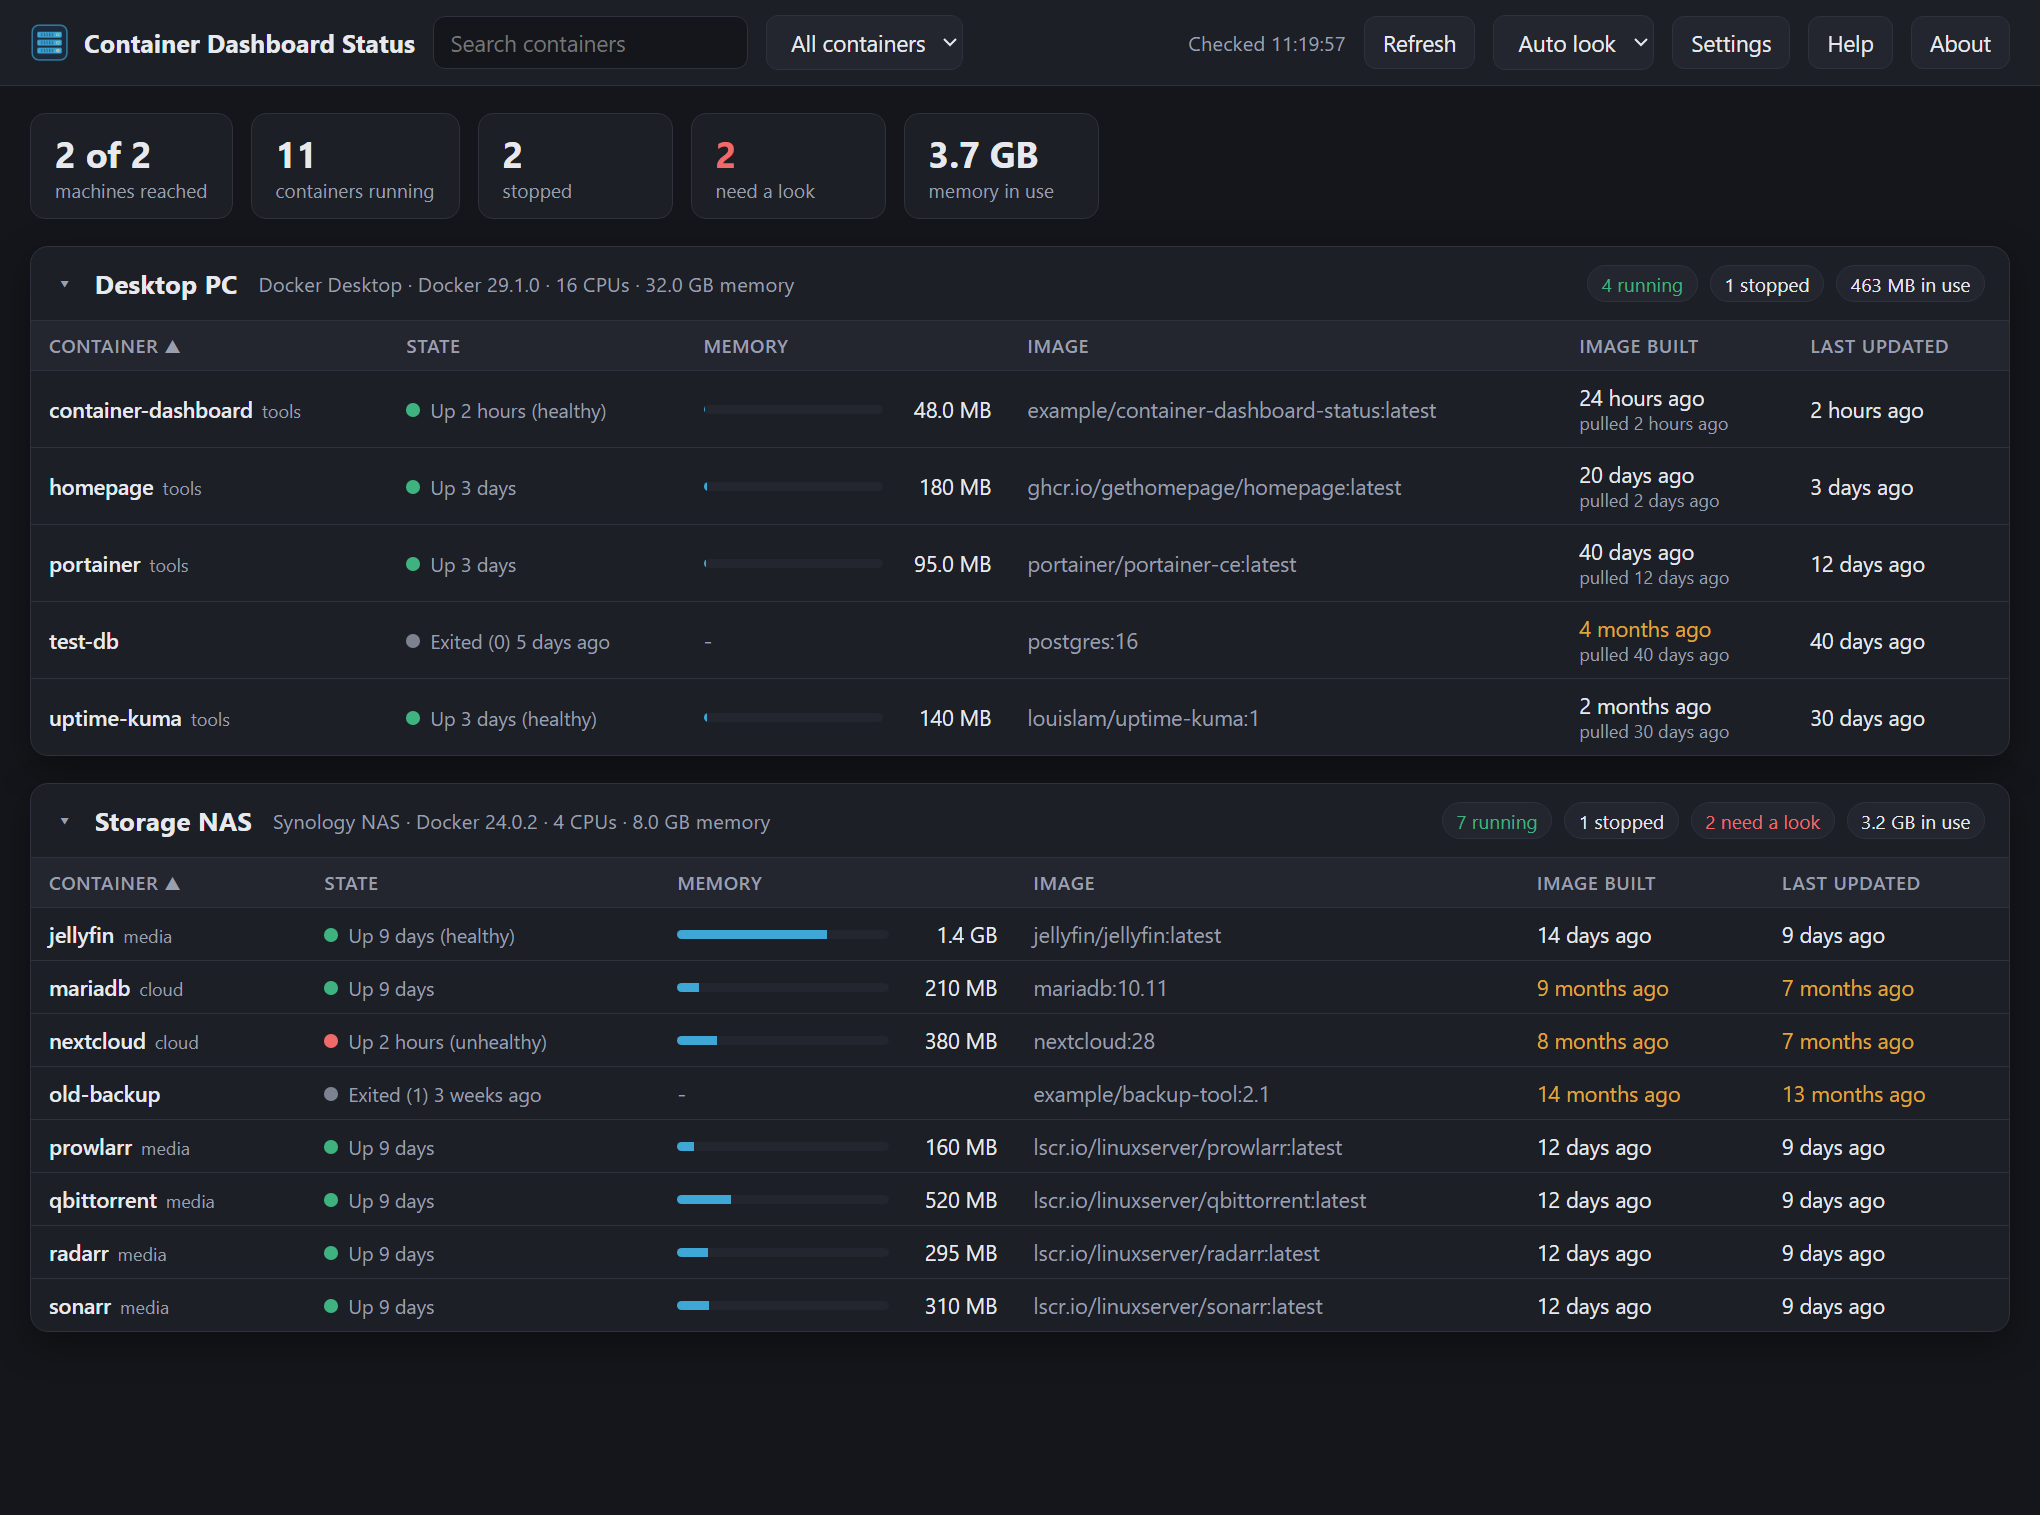 Container Dashboard Status Search containers All containers Checked 11:19:57 Refresh Auto look Settings Help About
2 of 2 11 2 2 3.7 GB
machines reached containers running stopped need a look memory in use
▼ Desktop PC Docker Desktop · Docker 29.1.0 · 16 CPUs · 32.0 GB memory 4 running 1 stopped 463 MB in use
CONTAINER ▲ STATE MEMORY IMAGE IMAGE BUILT LAST UPDATED
container-dashboard tools Up 2 hours (healthy) 48.0 MB example/container-dashboard-status:latest 24 hours ago 2 hours ago
pulled 2 hours ago
homepage tools Up 3 days 180 MB ghcr.io/gethomepage/homepage:latest 20 days ago 3 days ago
pulled 2 days ago
portainer tools Up 3 days 95.0 MB portainer/portainer-ce:latest 40 days ago 12 days ago
pulled 12 days ago
test-db Exited (0) 5 days ago - postgres:16 4 months ago 40 days ago
pulled 40 days ago
uptime-kuma tools Up 3 days (healthy) 140 MB louislam/uptime-kuma:1 2 months ago 30 days ago
pulled 30 days ago
▼ Storage NAS Synology NAS · Docker 24.0.2 · 4 CPUs · 8.0 GB memory 7 running 1 stopped 2 need a look 3.2 GB in use
CONTAINER ▲ STATE MEMORY IMAGE IMAGE BUILT LAST UPDATED
jellyfin media Up 9 days (healthy) 1.4 GB jellyfin/jellyfin:latest 14 days ago 9 days ago
mariadb cloud Up 9 days 210 MB mariadb:10.11 9 months ago 7 months ago
nextcloud cloud Up 2 hours (unhealthy) 380 MB nextcloud:28 8 months ago 7 months ago
old-backup Exited (1) 3 weeks ago - example/backup-tool:2.1 14 months ago 13 months ago
prowlarr media Up 9 days 160 MB lscr.io/linuxserver/prowlarr:latest 12 days ago 9 days ago
qbittorrent media Up 9 days 520 MB lscr.io/linuxserver/qbittorrent:latest 12 days ago 9 days ago
radarr media Up 9 days 295 MB lscr.io/linuxserver/radarr:latest 12 days ago 9 days ago
sonarr media Up 9 days 310 MB lscr.io/linuxserver/sonarr:latest 12 days ago 9 days ago